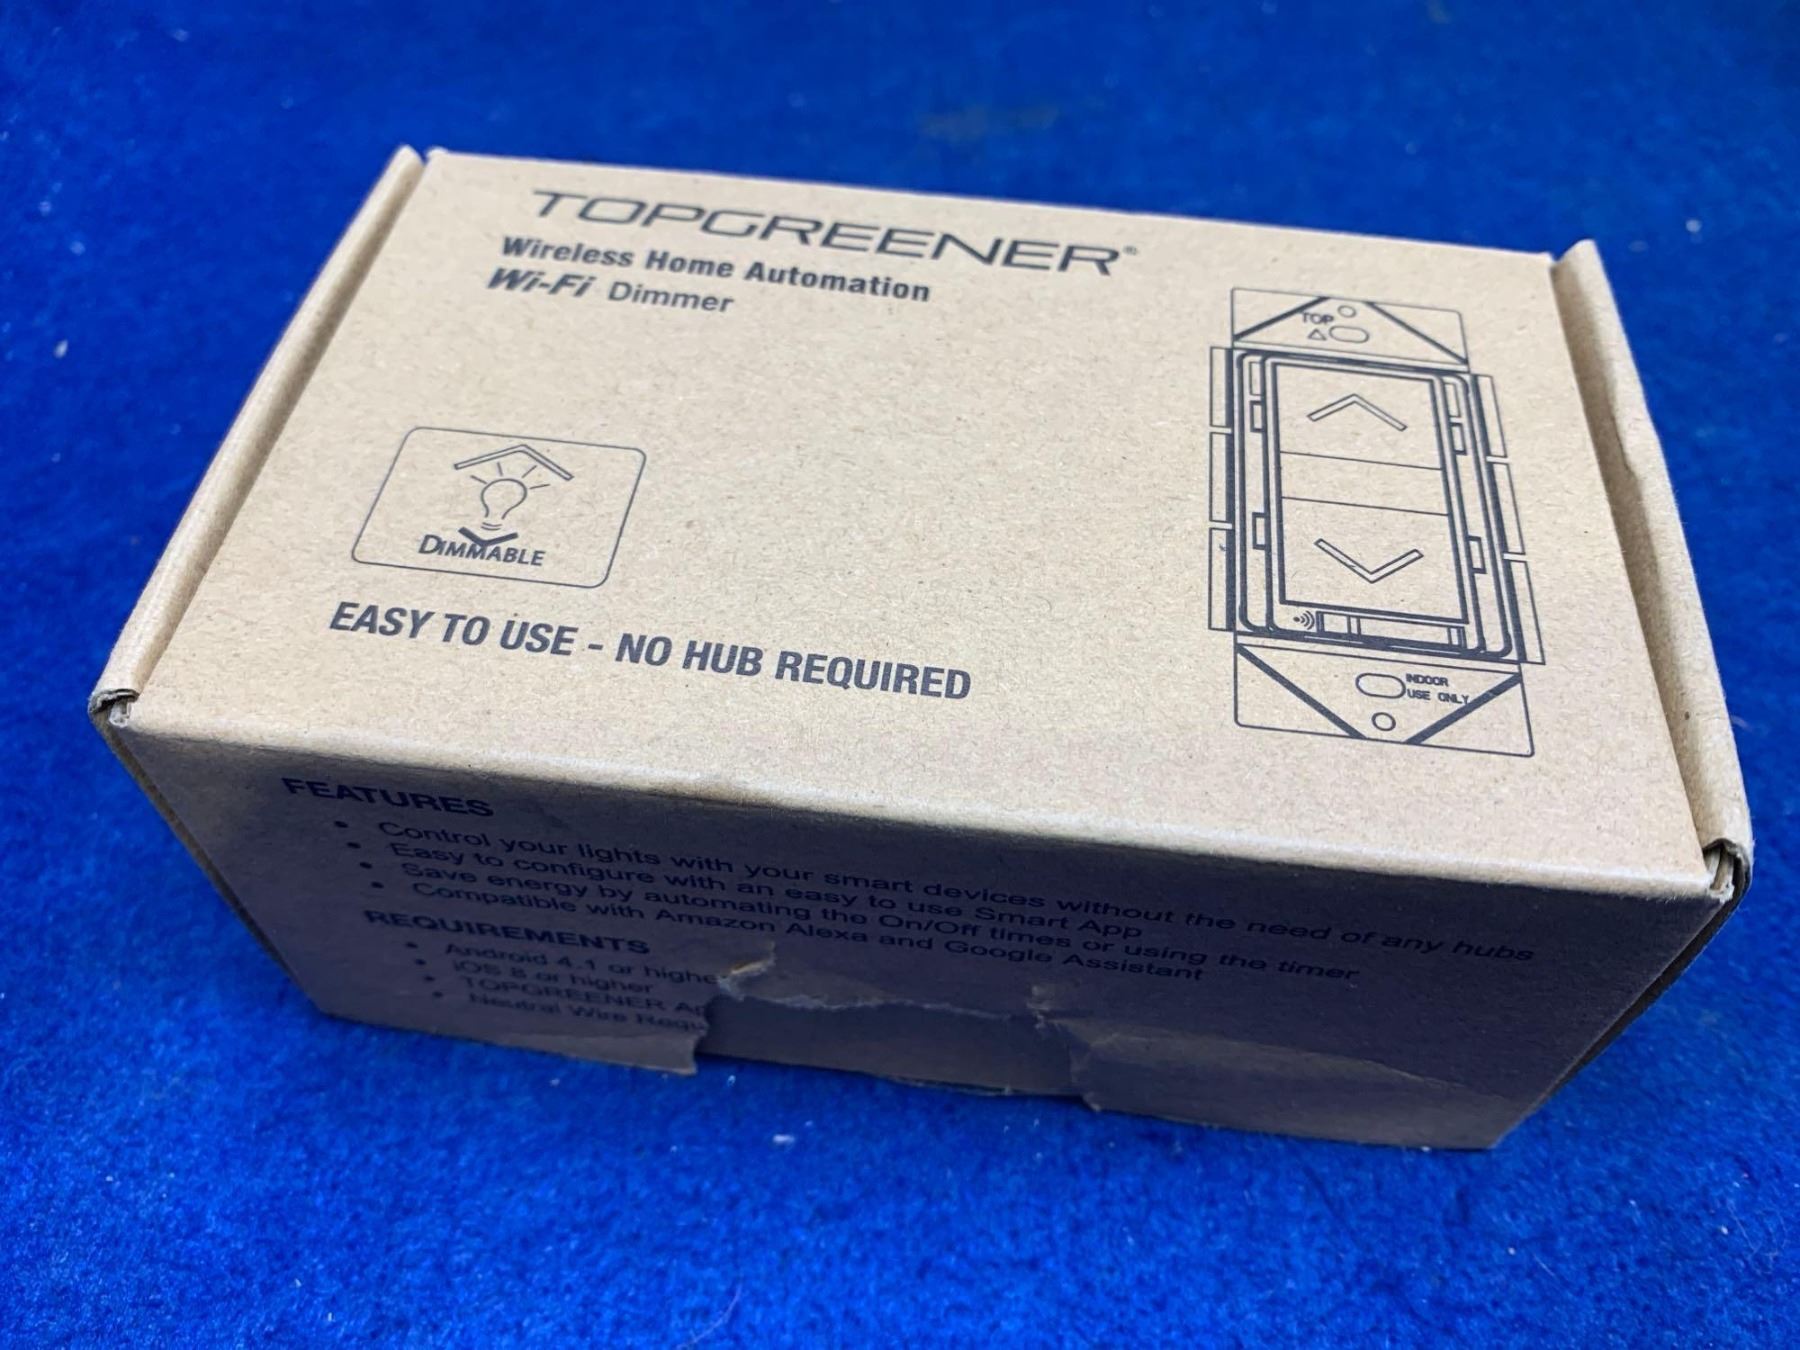 TOPGREENER®
Wireless Home Automation
Wi-Fi Dimmer
TOP
DIMMABLE
EASY TO USE - NO HUB REQUIRED
INDOOR
USE ONLY
FEATURES
• Control your lights with your smart devices without the need of any hubs
• Easy to configure with an easy to use Smart App
• Save energy by automating the On/Off times or using the timer
• Compatible with Amazon Alexa and Google Assistant
REQUIREMENTS
• Android 4.1 or highe
• iOS 8 or higher
• TOPGREENER
• Neutral Wire